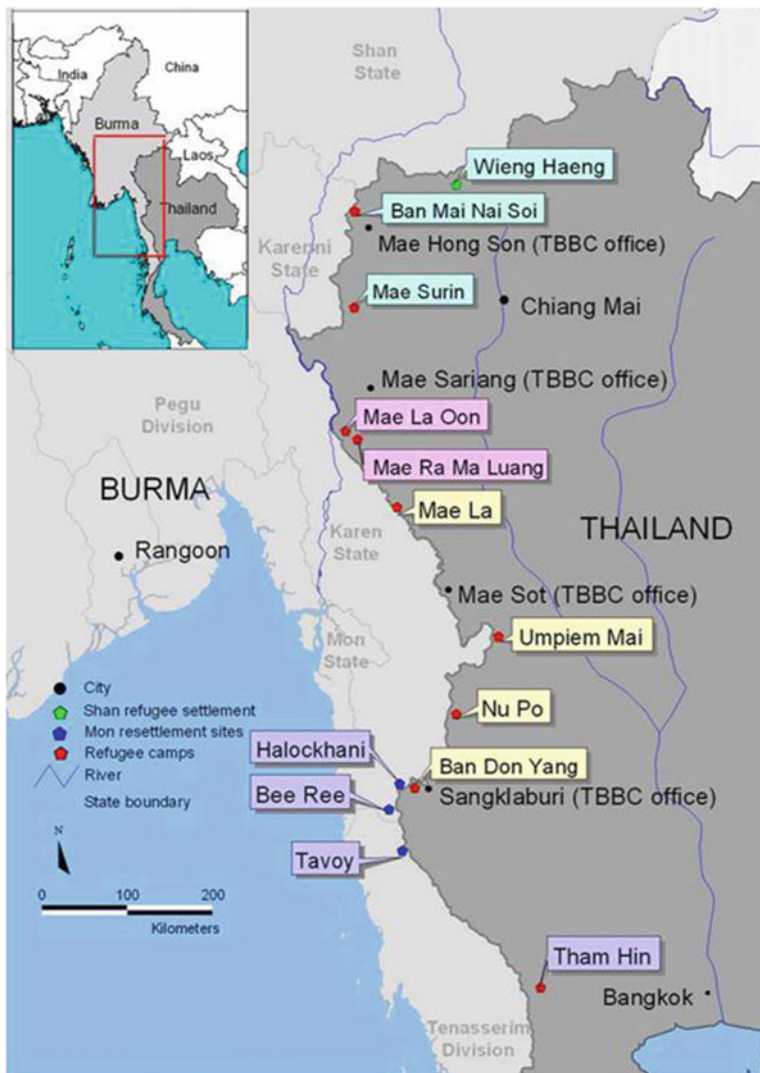 Shan
State
India
China
Burma
Laos
Thailand
Wieng Haeng
Ban Mai Nai Soi
Mae Hong Son (TBBC office)
Karenni
State
Mae Surin
Chiang Mai
Mae Sariang (TBBC office)
Pegu
Division
Mae La Oon
Mae Ra Ma Luang
BURMA
Mae La
THAILAND
Karen
State
Rangoon
Mae Sot (TBBC office)
Umpiem Mai
Mon
State
City
Shan refugee settlement
Mon resettlement sites
Refugee camps
River
State boundary
Nu Po
Halockhani
Ban Don Yang
Bee Ree
Sangklaburi (TBBC office)
Tavoy
N
0 100 200
Kilometers
Tham Hin
Bangkok
Tenasserim
Division